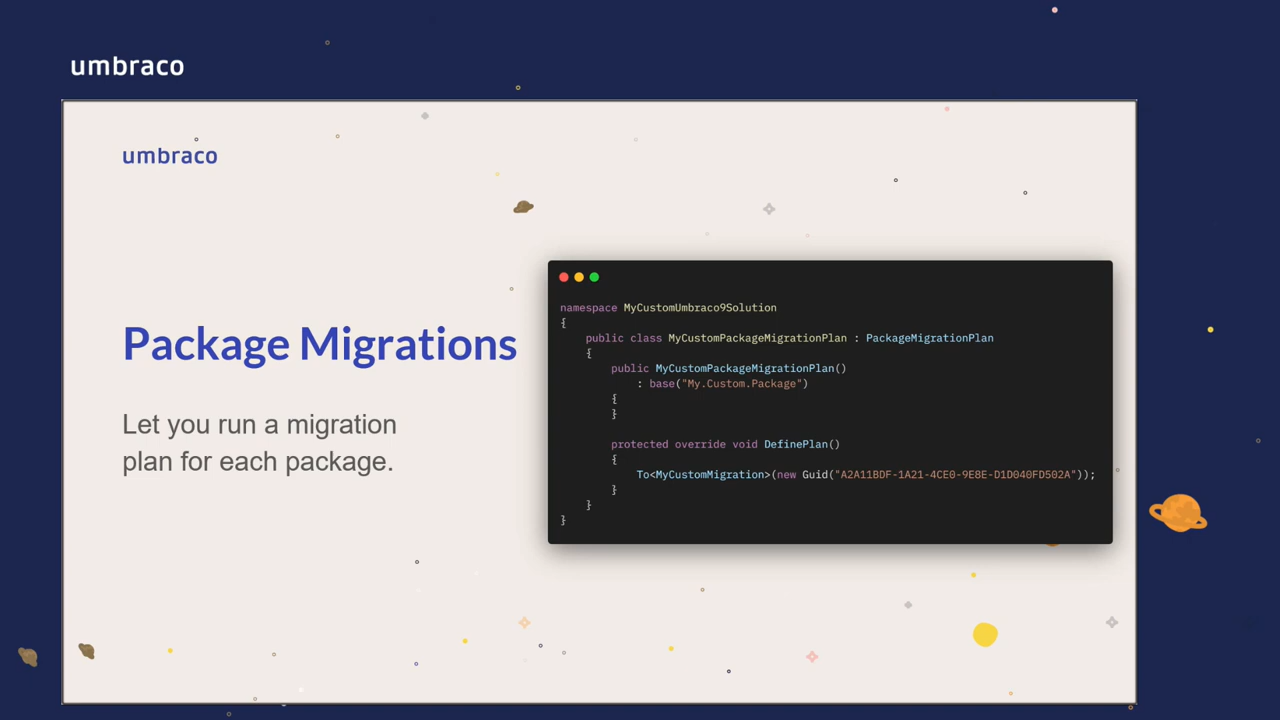 umbraco
umbraco
Package Migrations
Let you run a migration
plan for each package.
namespace MyCustomUmbraco9Solution
{
    public class MyCustomPackageMigrationPlan : PackageMigrationPlan
    {
        public MyCustomPackageMigrationPlan()
            : base("My.Custom.Package")
        {
        }

        protected override void DefinePlan()
        {
            To<MyCustomMigration>(new Guid("A2A11BDF-1A21-4CE0-9E8E-D1D040FD502A"));
        }
    }
}